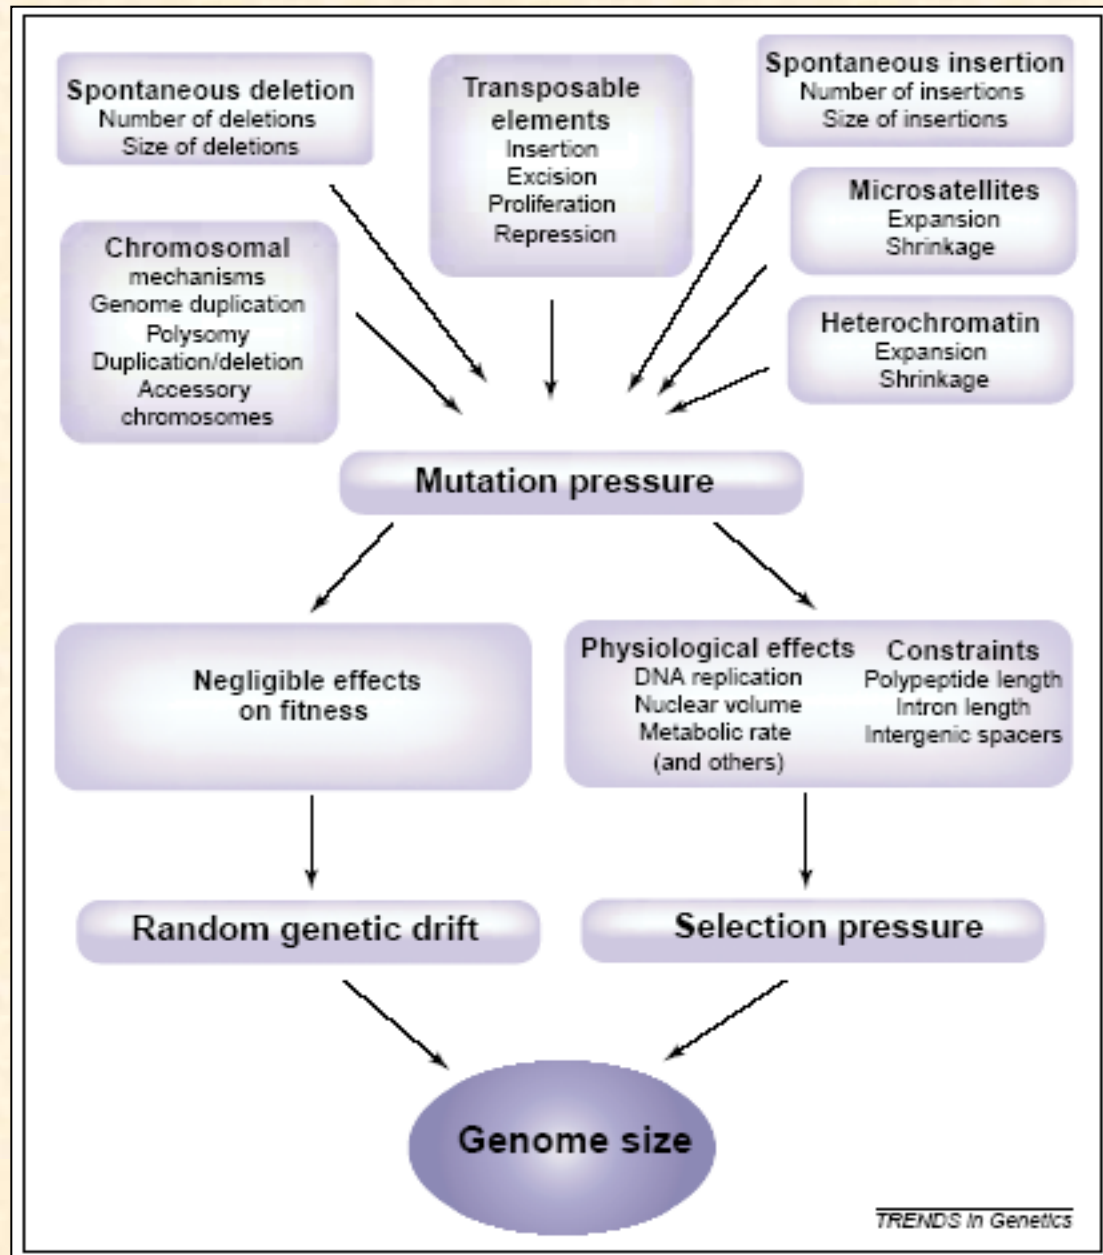 Spontaneous deletion
Number of deletions
Size of deletions
Transposable
elements
Insertion
Excision
Proliferation
Repression
Spontaneous insertion
Number of insertions
Size of insertions
Microsatellites
Expansion
Shrinkage
Chromosomal
mechanisms
Genome duplication
Polysomy
Duplication/deletion
Accessory
chromosomes
Heterochromatin
Expansion
Shrinkage
Mutation pressure
Negligible effects
on fitness
Physiological effects
DNA replication
Nuclear volume
Metabolic rate
(and others)
Constraints
Polypeptide length
Intron length
Intergenic spacers
Random genetic drift
Selection pressure
Genome size
TRENDS in Genetics